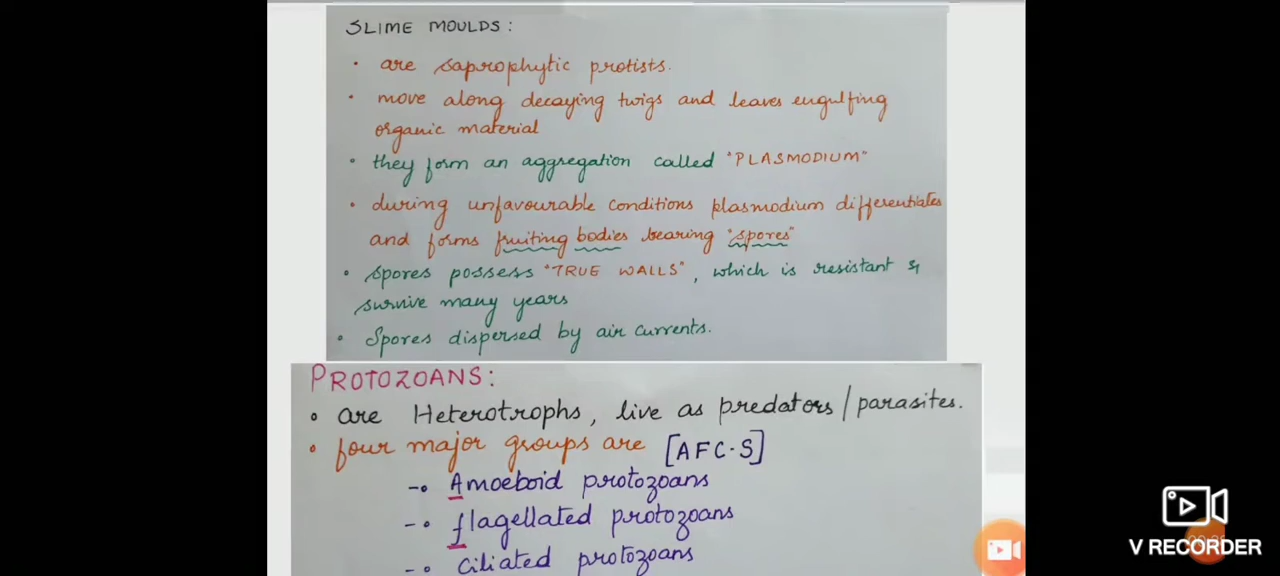 SLIME MOULDS:
• are saprophytic protists.
• move along decaying twigs and leaves engulfing
organic material
• they form an aggregation called "PLASMODIUM"
• during unfavourable conditions plasmodium differentiates
and forms fruiting bodies bearing "spores"
• spores possess "TRUE WALLS", which is resistant &
survive many years
• Spores dispersed by air currents.
PROTOZOANS:
• are Heterotrophs, live as predators/parasites.
• four major groups are [AFC-S]
-• Amoeboid protozoans
-• flagellated protozoans
-• Ciliated protozoans
V RECORDER